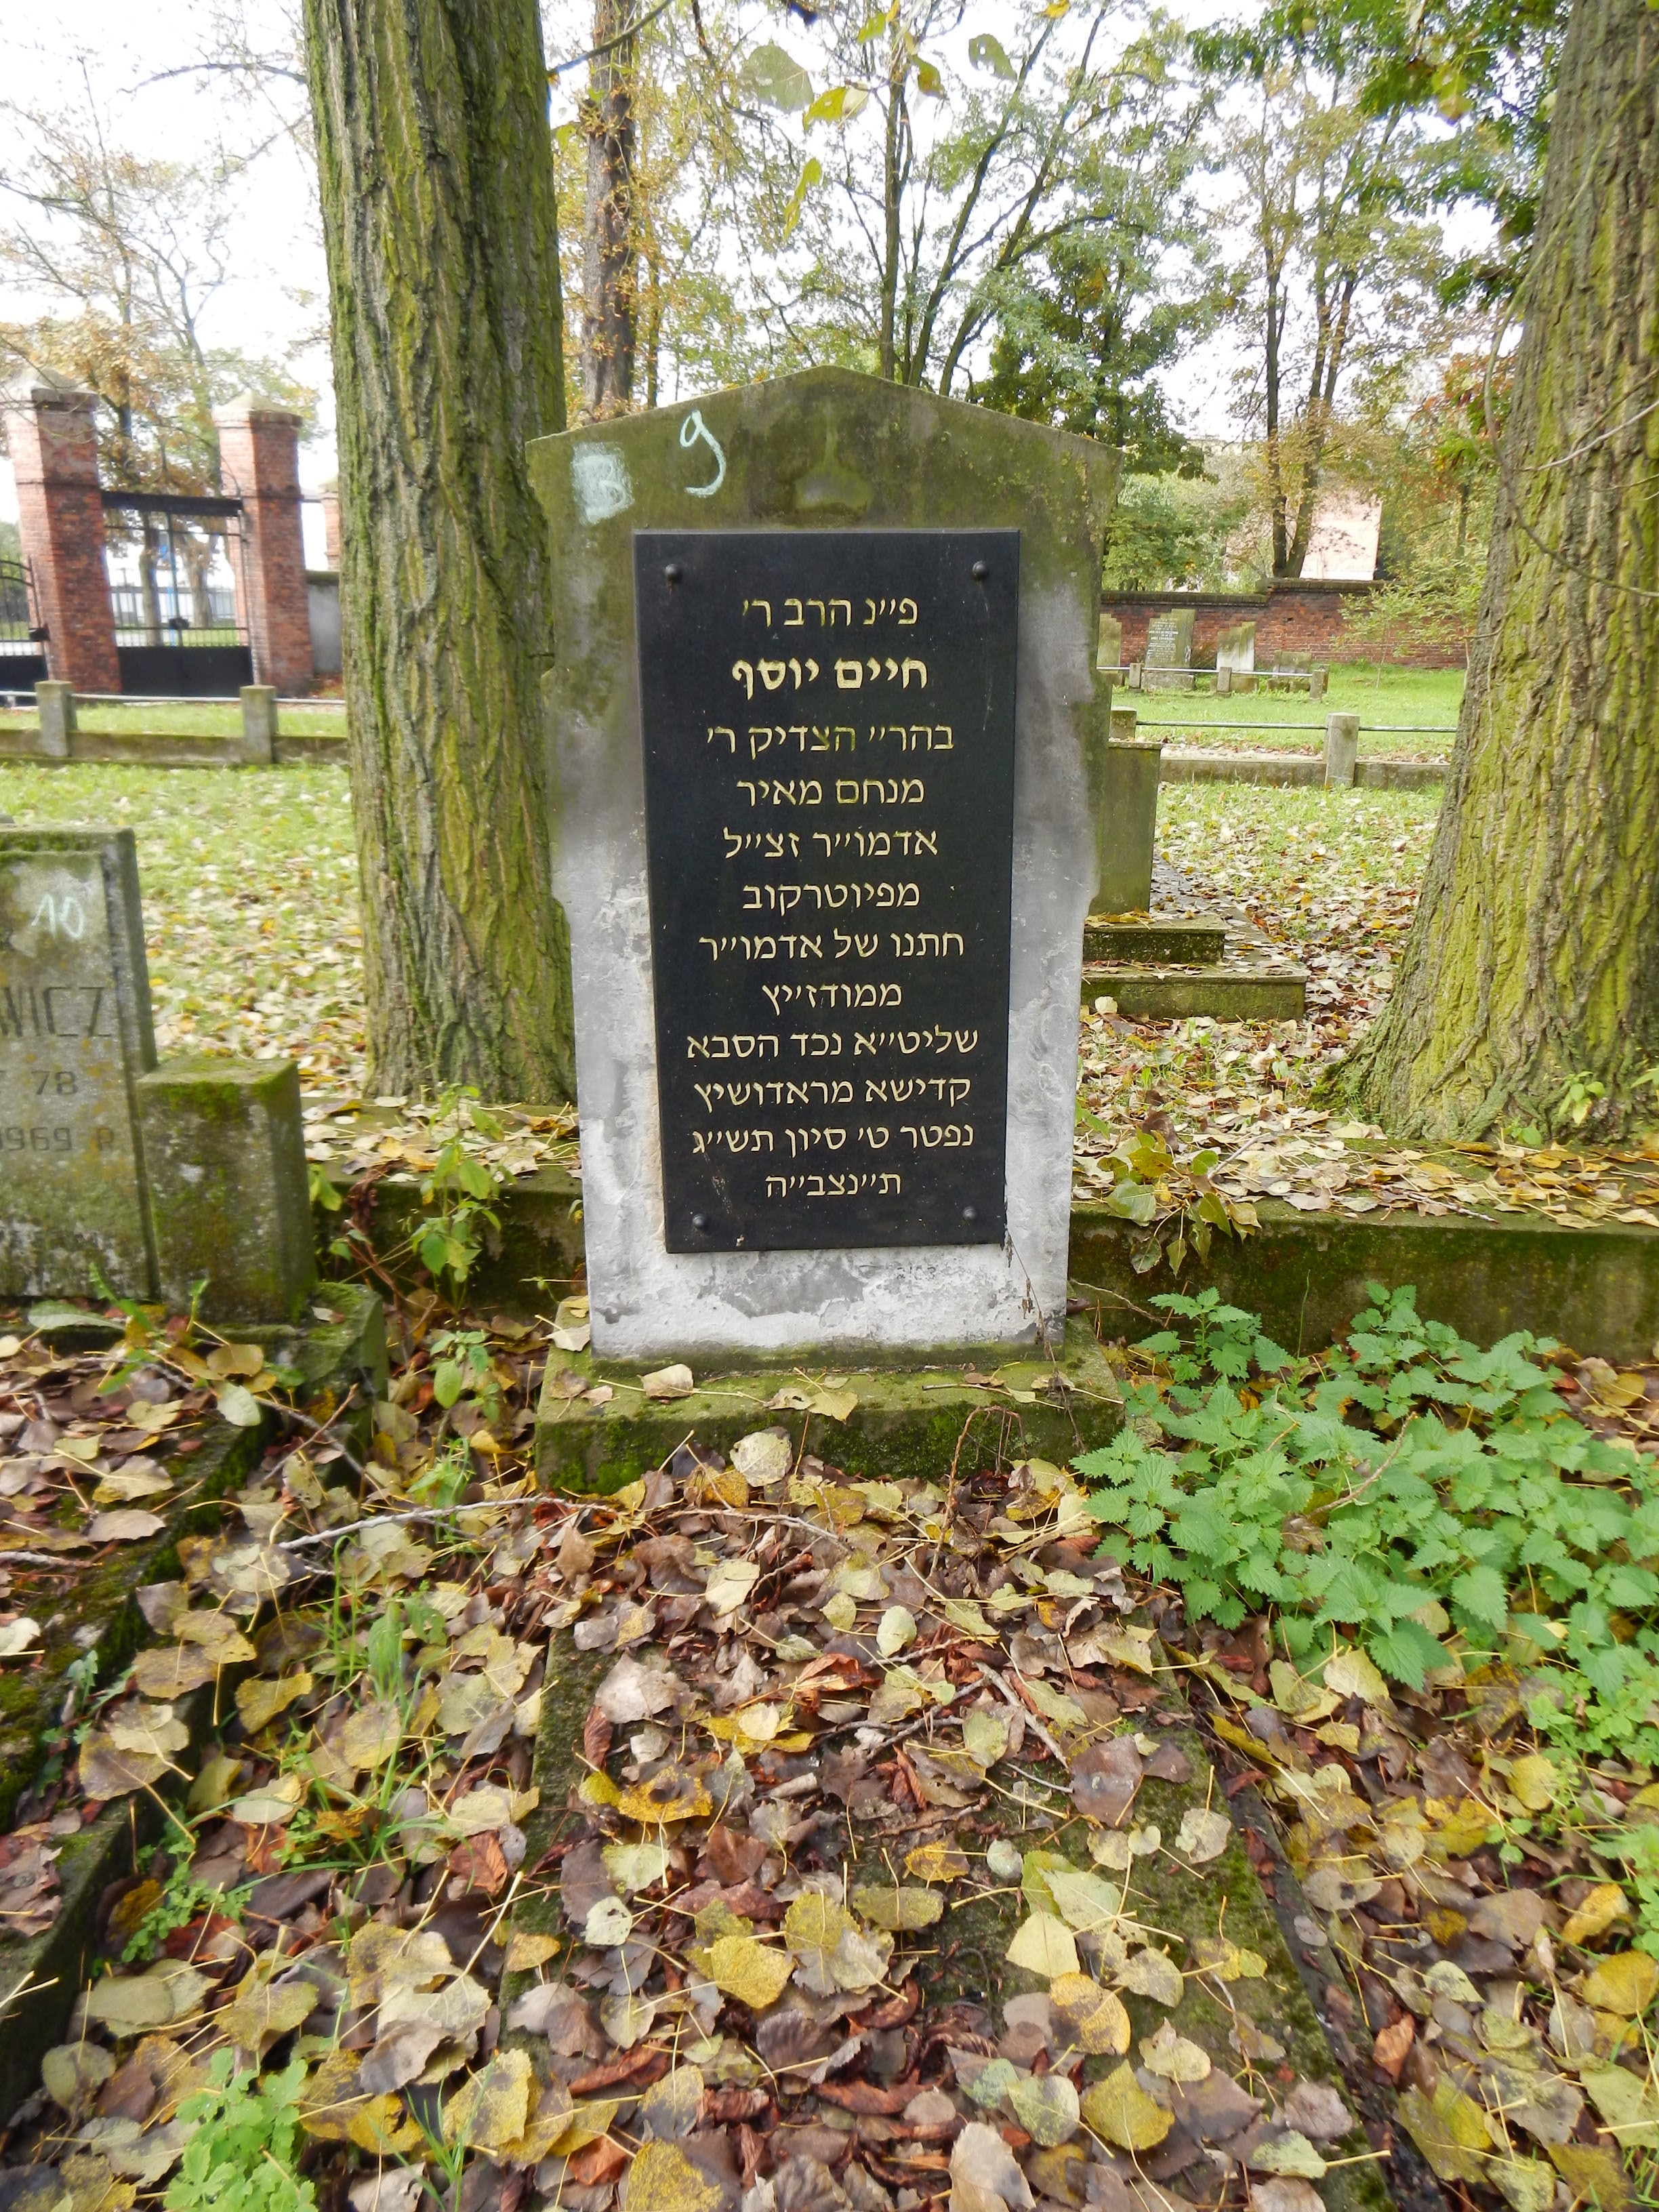 9
פ״נ הרב ר׳
חיים יוסף
בהר״י הצדיק ר׳
מנחם מאיר
אדמו״ר זצ״ל
מפיוטרקוב
חתנו של אדמו״ר
ממודז׳יץ
שליט״א נכד הסבא
קדישא מראדושיץ
נפטר ט׳ סיון תש״ג
ת״נצב״ה
10
WICZ
78
1969 R